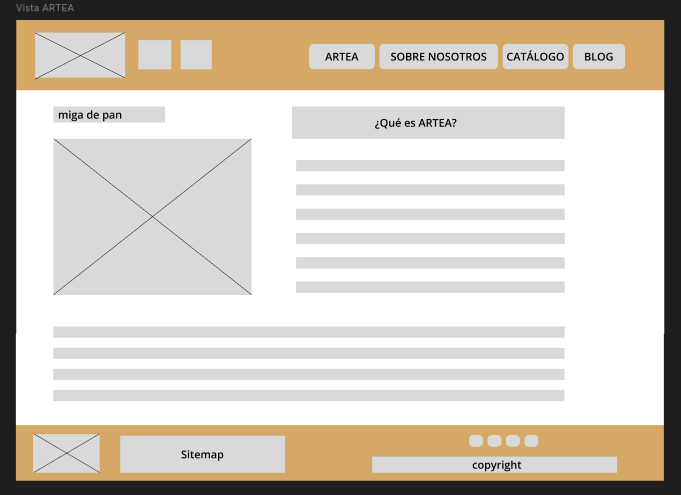 Vista ARTEA
ARTEA
SOBRE NOSOTROS
CATÁLOGO
BLOG
miga de pan
¿Qué es ARTEA?
Sitemap
copyright